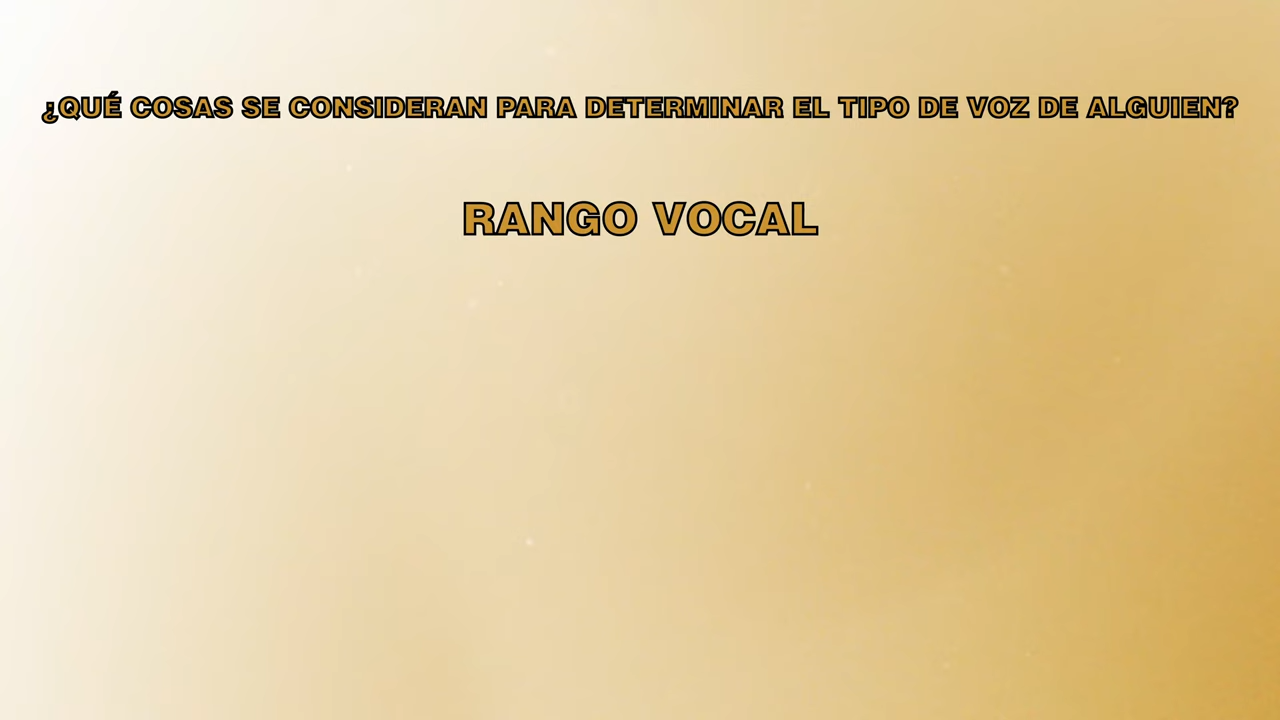 ¿QUÉ COSAS SE CONSIDERAN PARA DETERMINAR EL TIPO DE VOZ DE ALGUIEN?
RANGO VOCAL